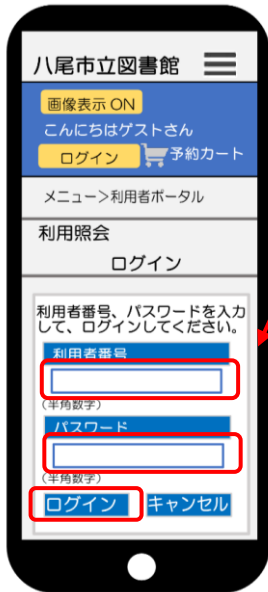 八尾市立図書館
画像表示 ON
こんにちはゲストさん
ログイン 予約カート
メニュー＞利用者ポータル
利用照会
ログイン
利用者番号、パスワードを入力
して、ログインしてください。
利用者番号
（半角数字）
パスワード
（半角数字）
ログイン キャンセル